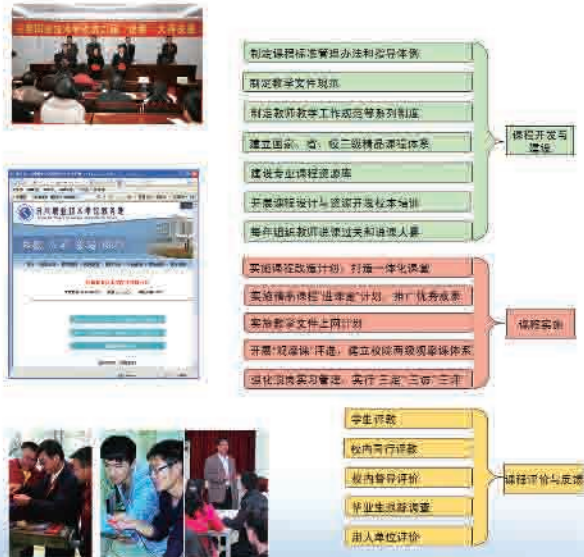 制定课程标准管理办法和指导体例
制定教学文件规范
制定教师教学工作规范等系列制度
建立国家、省、校三级精品课程体系
建设专业课程资源库
开展课程设计与资源开发校本培训
每年组织教师讲课过关和讲课大赛
课程开发与
建设
实施课程改造计划，打造一体化课堂
实施精品课程"进课堂"计划，推广优秀成果
实施教学文件上网计划
开展"观摩课"评选，建立校院两级观摩课体系
强化顶岗实习管理，实行"三定""三访""三评"
课程实施
学生评教
校内同行评教
校内督导评价
毕业生跟踪调查
用人单位评价
课程评价与反馈